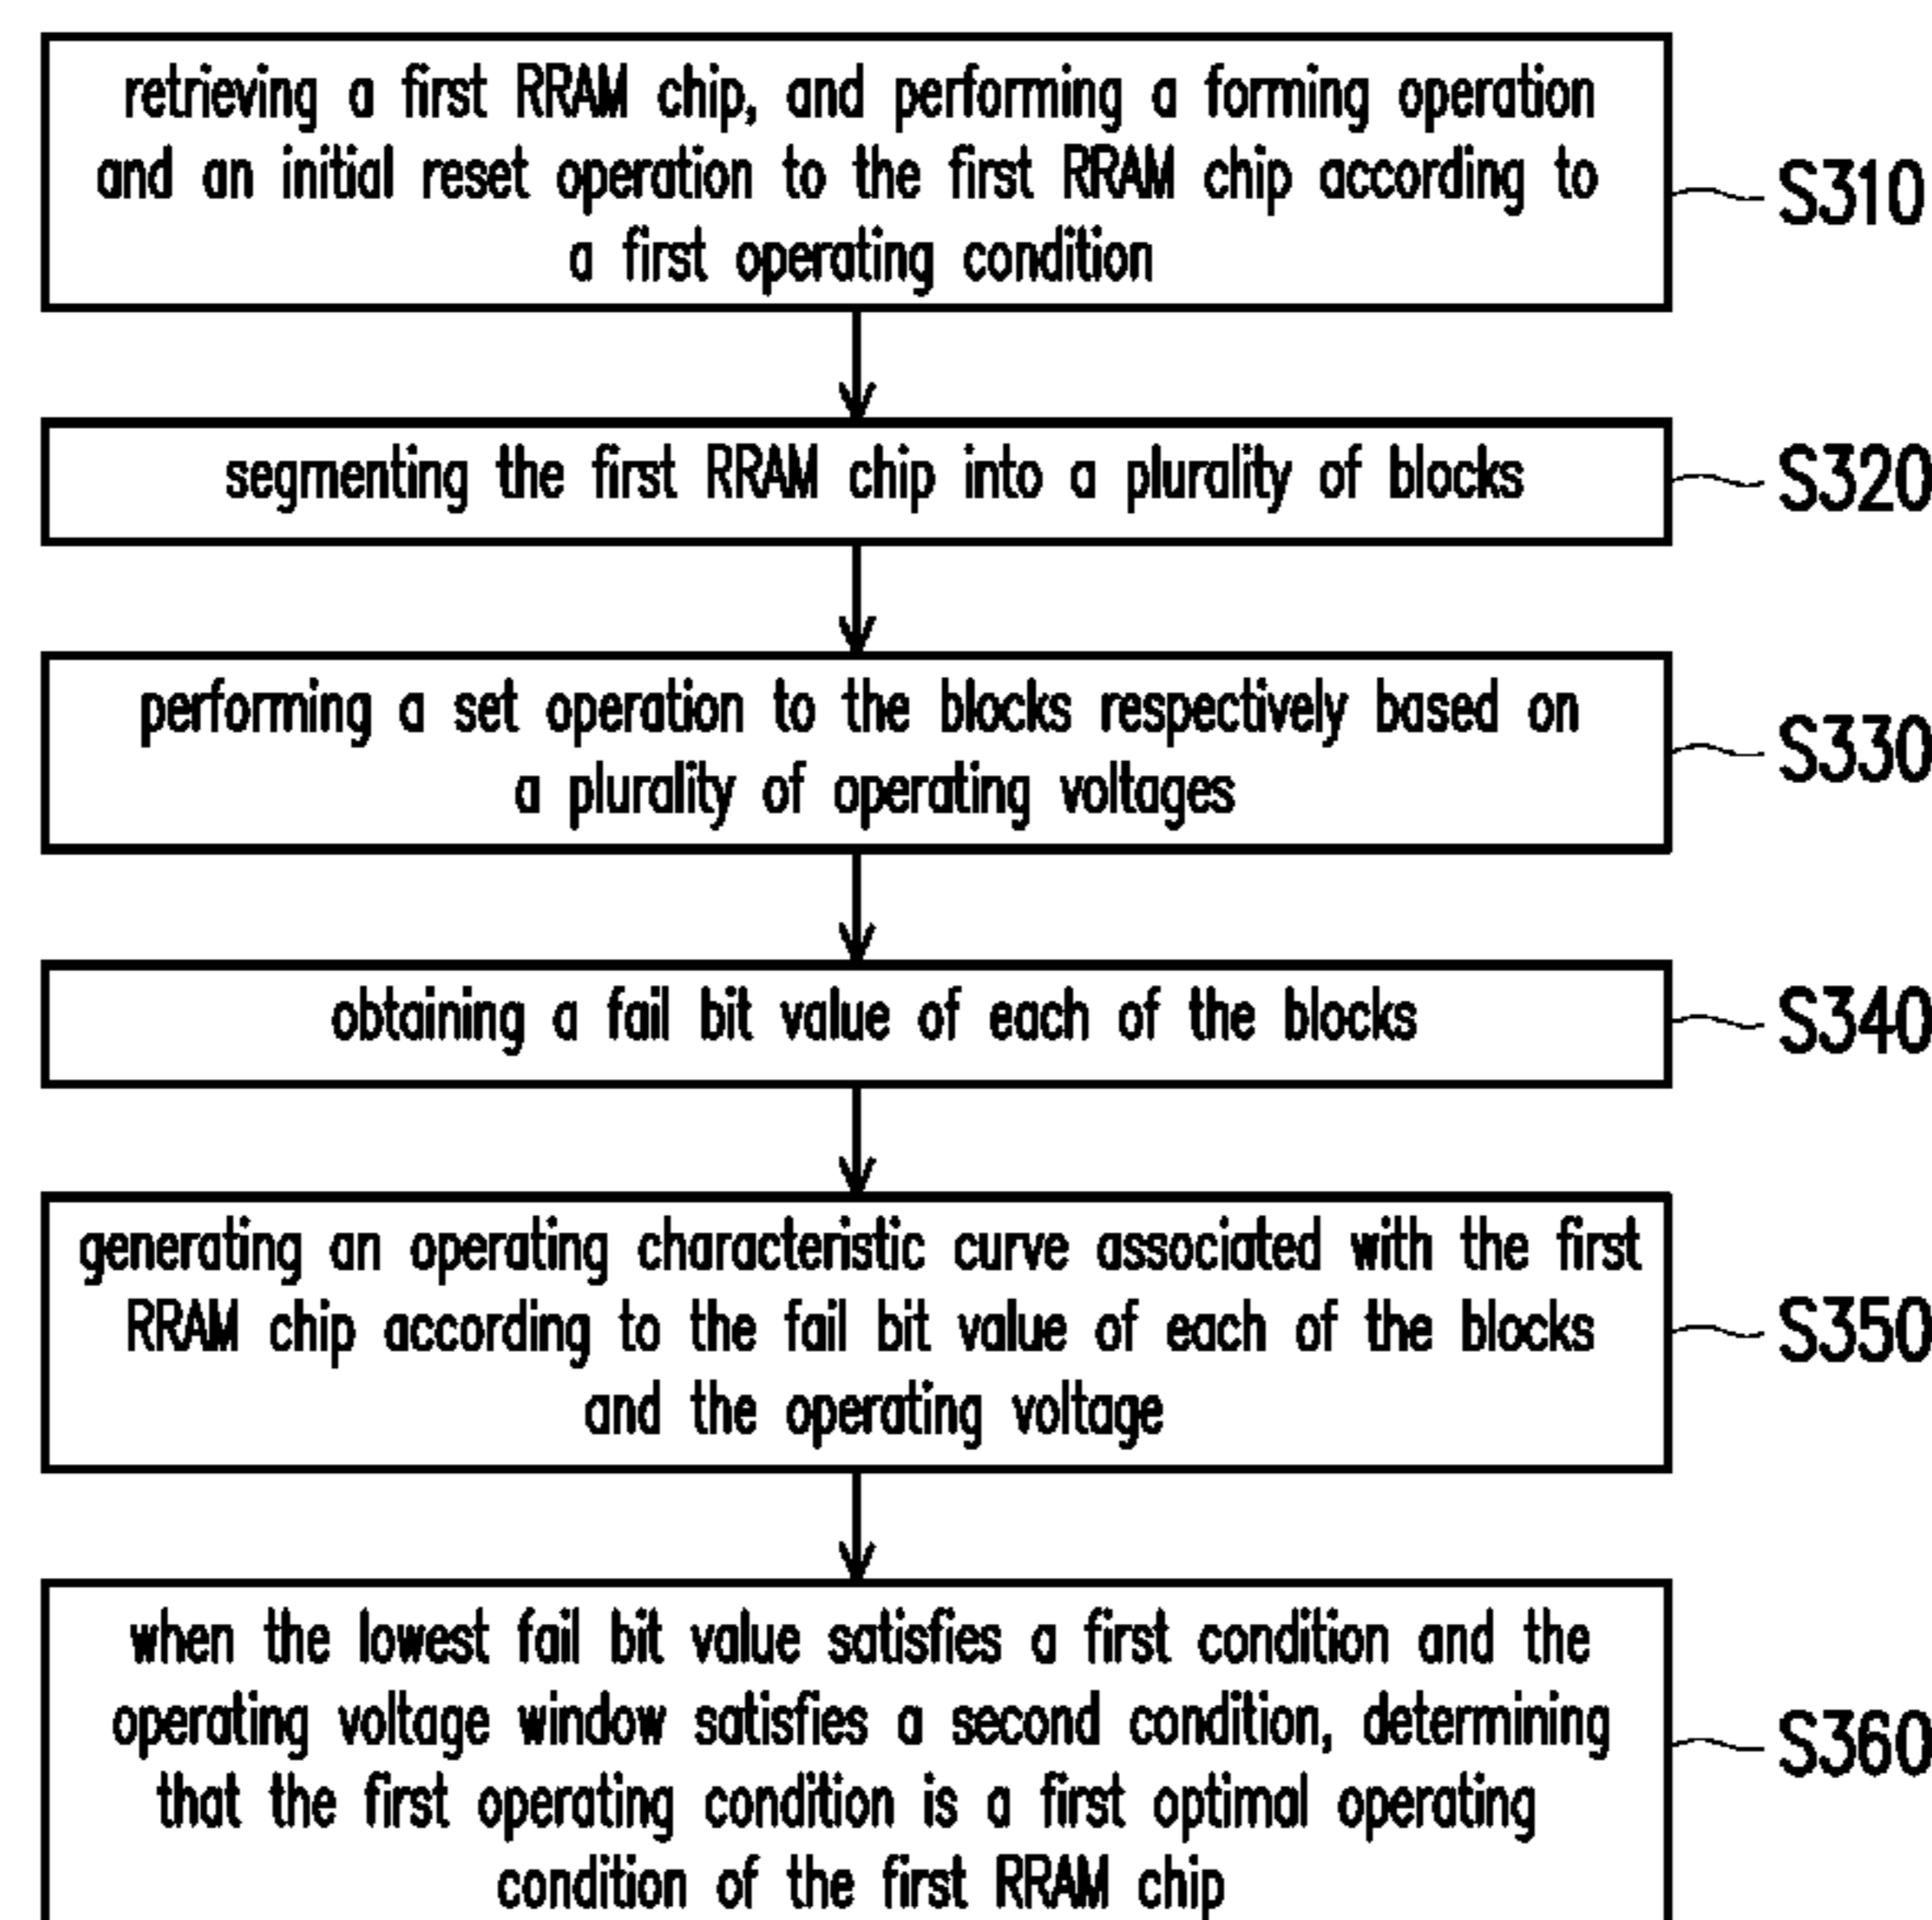 retrieving a first RRAM chip, and performing a forming operation
and an initial reset operation to the first RRAM chip according to
a first operating condition
S310
segmenting the first RRAM chip into a plurality of blocks
S320
performing a set operation to the blocks respectively based on
a plurality of operating voltages
S330
obtaining a fail bit value of each of the blocks
S340
generating an operating characteristic curve associated with the first
RRAM chip according to the fail bit value of each of the blocks
and the operating voltage
S350
when the lowest fail bit value satisfies a first condition and the
operating voltage window satisfies a second condition, determining
that the first operating condition is a first optimal operating
condition of the first RRAM chip
S360